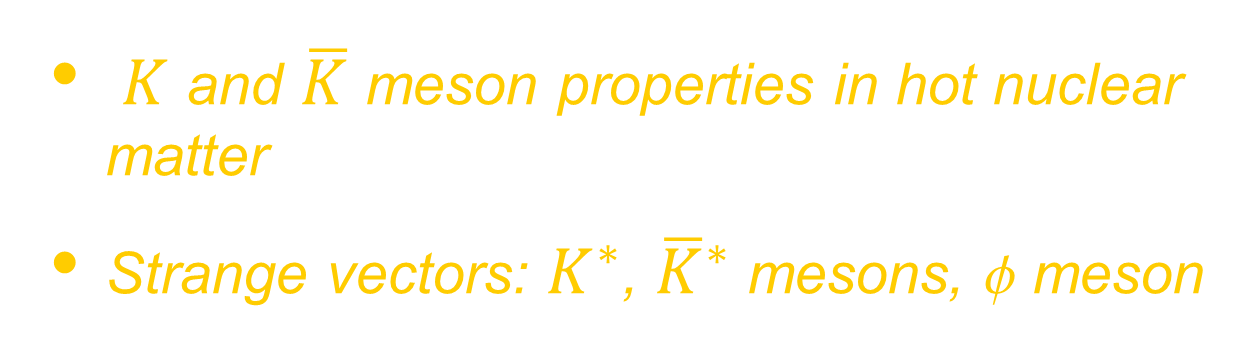 • K and K̅ meson properties in hot nuclear
matter
• Strange vectors: K*, K̅* mesons, ϕ meson